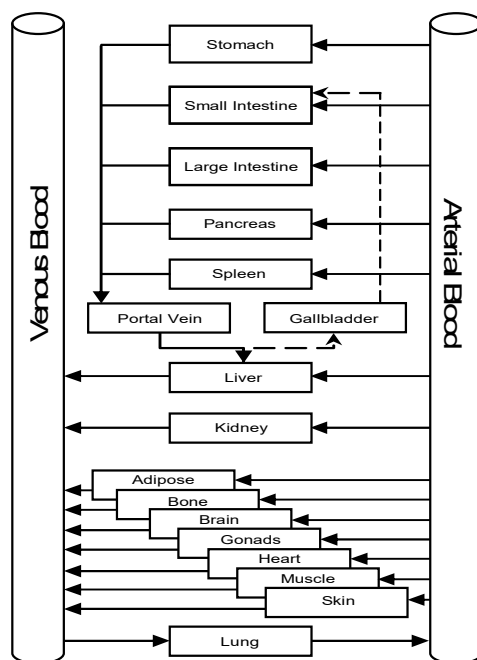 Stomach
Small Intestine
Large Intestine
Pancreas
Spleen
Portal Vein
Gallbladder
Liver
Kidney
Adipose
Bone
Brain
Gonads
Heart
Muscle
Skin
Lung
Venous Blood
Arterial Blood